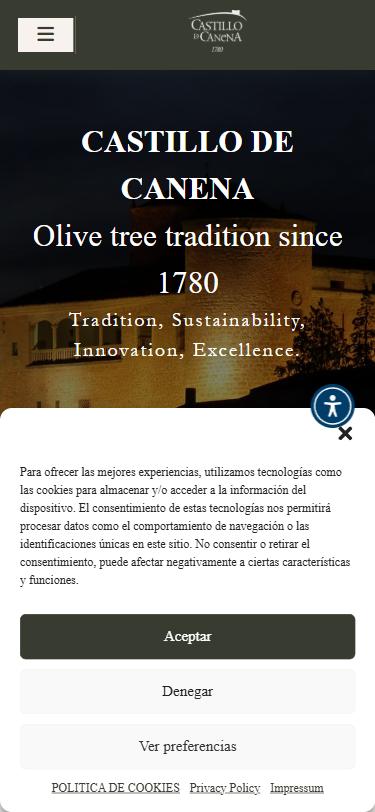 CASTILLO
DE CANENA
1780
CASTILLO DE
CANENA
Olive tree tradition since
1780
Tradition, Sustainability,
Innovation, Excellence.
Para ofrecer las mejores experiencias, utilizamos tecnologías como
las cookies para almacenar y/o acceder a la información del
dispositivo. El consentimiento de estas tecnologías nos permitirá
procesar datos como el comportamiento de navegación o las
identificaciones únicas en este sitio. No consentir o retirar el
consentimiento, puede afectar negativamente a ciertas características
y funciones.
Aceptar
Denegar
Ver preferencias
POLITICA DE COOKIES Privacy Policy Impressum